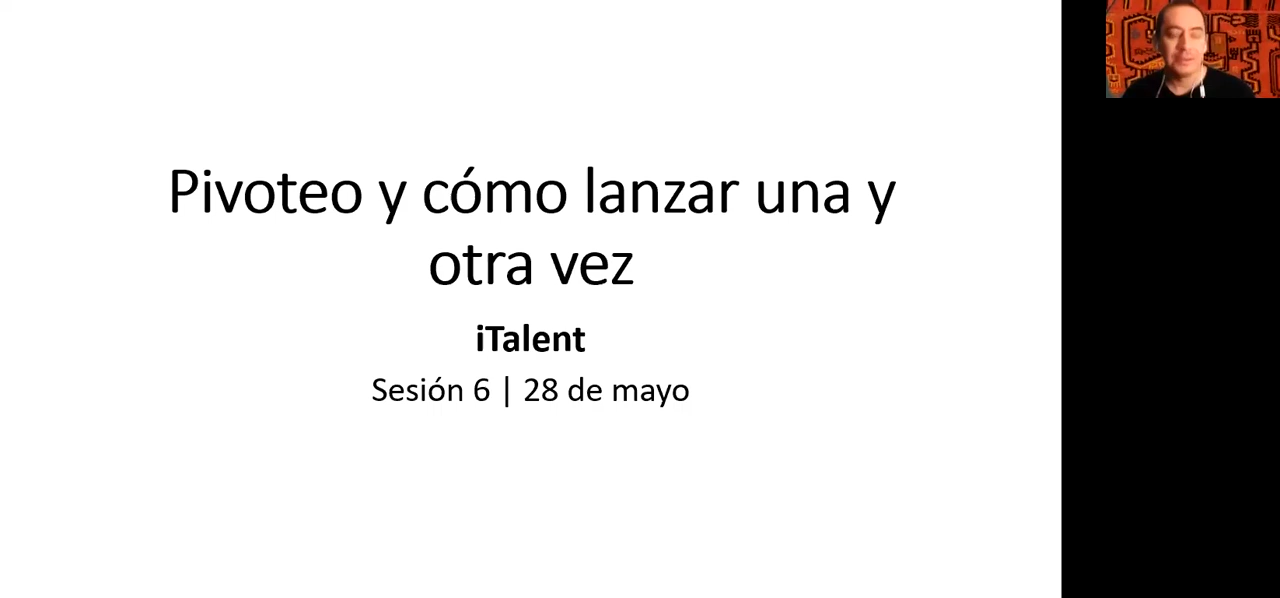 Pivoteo y cómo lanzar una y
otra vez
iTalent
Sesión 6 | 28 de mayo